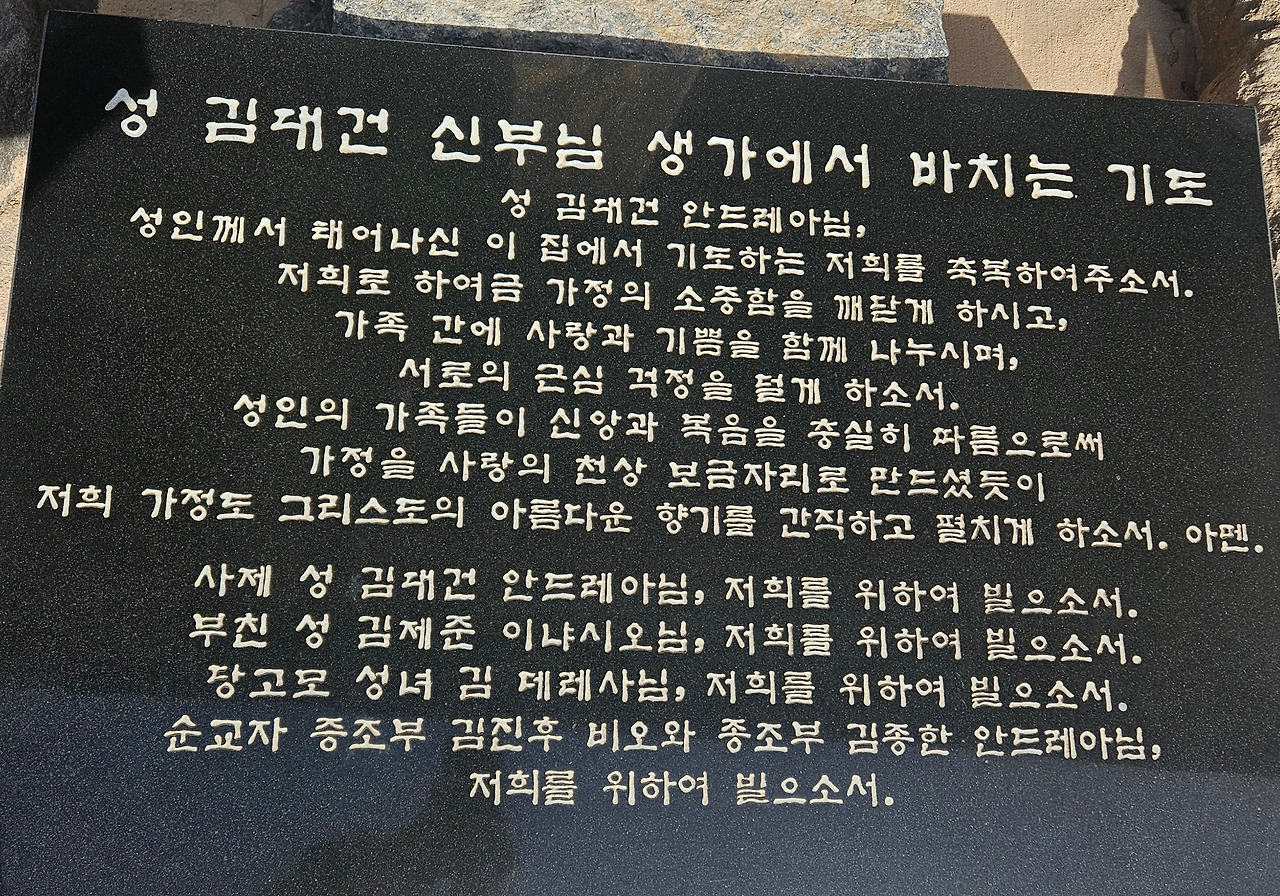 성 김대건 신부님 생가에서 바치는 기도
성 김대건 안드레아님,
성인께서 태어나신 이 집에서 기도하는 저희를 축복하여주소서.
저희로 하여금 가정의 소중함을 깨닫게 하시고,
가족 간에 사랑과 기쁨을 함께 나누시며,
서로의 근심 걱정을 덜게 하소서.
성인의 가족들이 신앙과 복음을 충실히 따름으로써
가정을 사랑의 천상 보금자리로 만드셨듯이
저희 가정도 그리스도의 아름다운 향기를 간직하고 펼치게 하소서. 아멘.
사제 성 김대건 안드레아님, 저희를 위하여 빌으소서.
부친 성 김제준 이냐시오님, 저희를 위하여 빌으소서.
당고모 성녀 김 데레사님, 저희를 위하여 빌으소서.
순교자 증조부 김진후 비오와 종조부 김종한 안드레아님,
저희를 위하여 빌으소서.